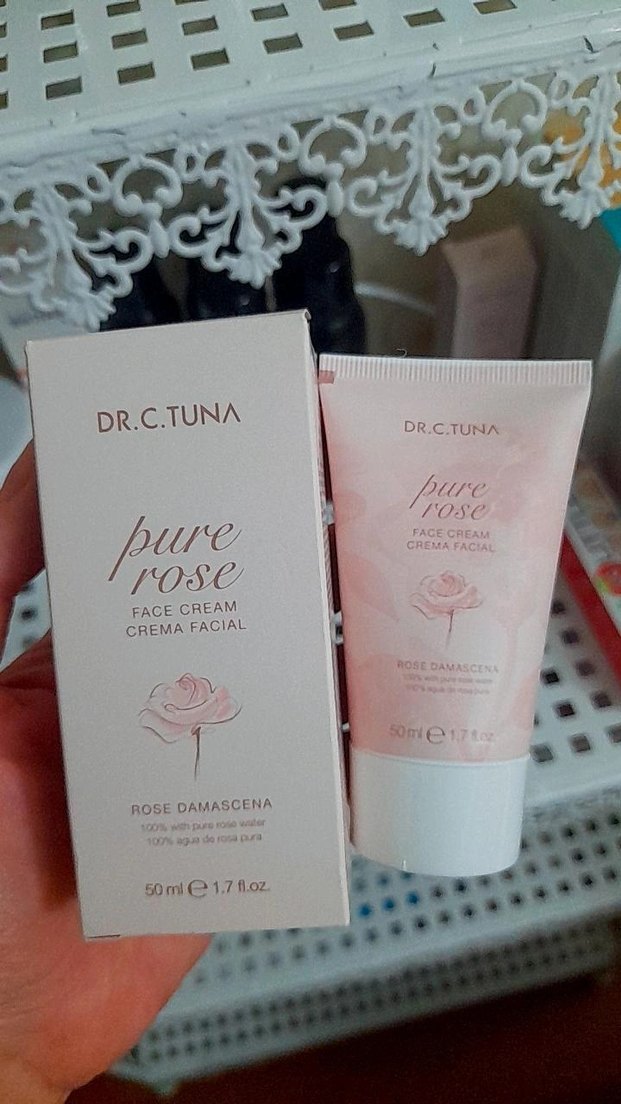 DR.C.TUNA
pure
rose
FACE CREAM
CREMA FACIAL
ROSE DAMASCENA
100% with pure rose water
100% agua de rosa pura
50 ml ℮ 1.7 fl.oz.
DR.C.TUNA
pure
rose
FACE CREAM
CREMA FACIAL
ROSE DAMASCENA
100% with pure rose water
100% agua de rosa pura
50 ml ℮ 1.7 fl.oz.